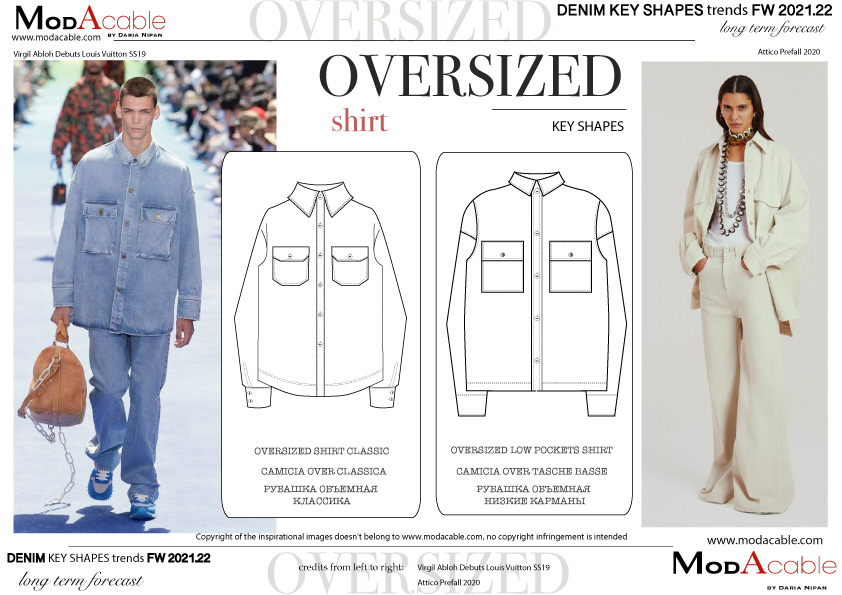 OVERSIZED
MODAcable
BY DARIA NIPAN
www.modacable.com
DENIM KEY SHAPES trends FW 2021.22
long term forecast
Virgil Abloh Debuts Louis Vuitton SS19
Attico Prefall 2020
OVERSIZED
shirt
KEY SHAPES
OVERSIZED SHIRT CLASSIC
CAMICIA OVER CLASSICA
РУБАШКА ОБЪЕМНАЯ
КЛАССИКА
OVERSIZED LOW POCKETS SHIRT
CAMICIA OVER TASCHE BASSE
РУБАШКА ОБЪЕМНАЯ
НИЗКИЕ КАРМАНЫ
Copyright of the inspirational images doesn't belong to www.modacable.com, no copyright infringement is intended
DENIM KEY SHAPES trends FW 2021.22
long term forecast
OVERSIZED
credits from left to right:
Virgil Abloh Debuts Louis Vuitton SS19
Attico Prefall 2020
www.modacable.com
MODAcable
BY DARIA NIPAN